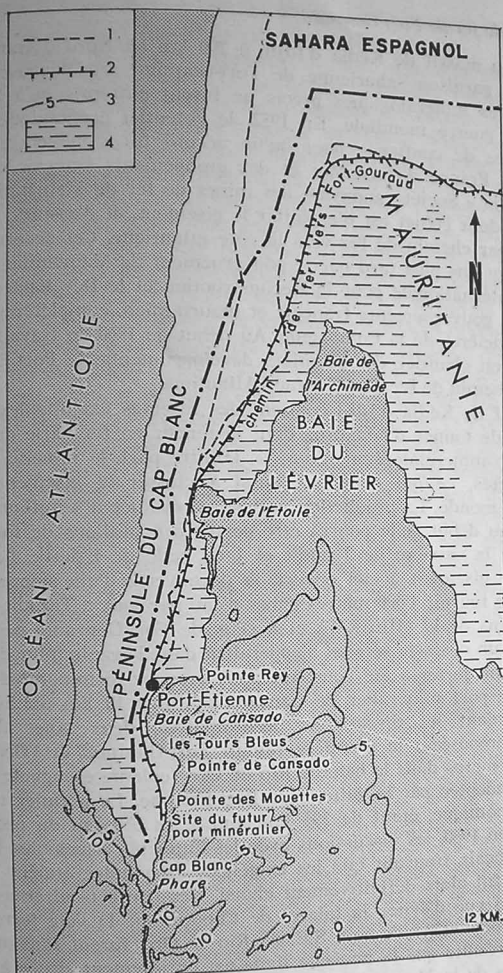 1
2
5 3
4
SAHARA ESPAGNOL
chemin de fer vers Fort-Gouraud
MAURITANIE
N
OCÉAN ATLANTIQUE
PÉNINSULE DU CAP BLANC
Baie de
l'Archimède
BAIE
DU
LÉVRIER
Baie de l'Etoile
Pointe Rey
Port-Etienne
Baie de Cansado
les Tours Bleus
5
Pointe de Cansado
Pointe des Mouettes
Site du futur
port minéralier
5
10
Cap Blanc
5
Phare
10
10
5
0 12 KM.